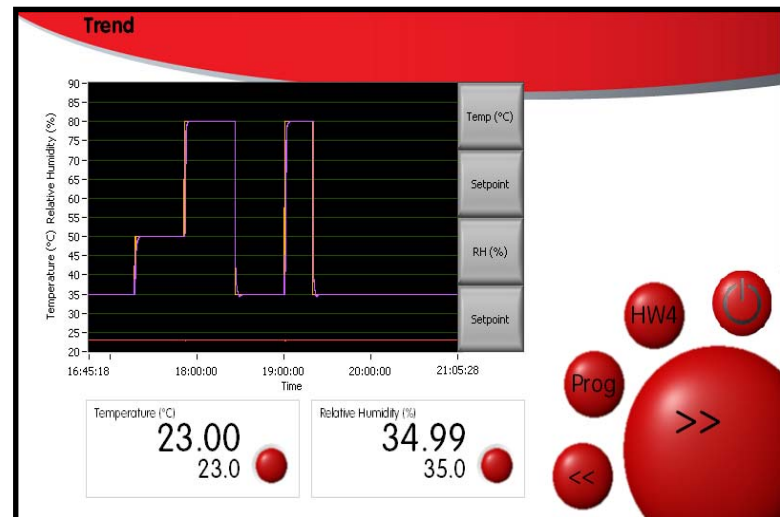 Trend
Temperature (°C) Relative Humidity (%)
90
85
80
75
70
65
60
55
50
45
40
35
30
25
20
16:45:18 18:00:00 19:00:00 20:00:00 21:05:28
Time
Temp (°C)
Setpoint
RH (%)
Setpoint
Temperature (°C)
23.00
23.0
Relative Humidity (%)
34.99
35.0
HW4
Prog
>>
<<